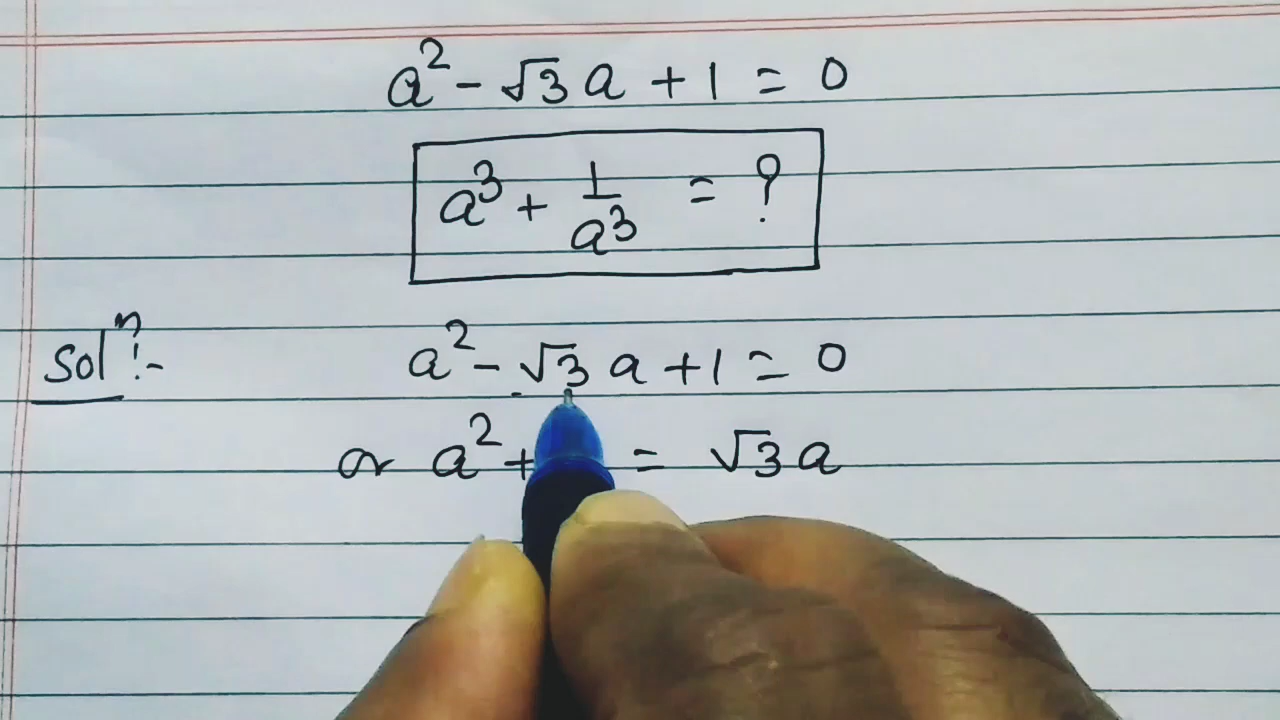 a² - √3 a + 1 = 0
a³ + 1/a³ = ?
Solⁿ:-
a² - √3 a + 1 = 0
or a² + = √3 a